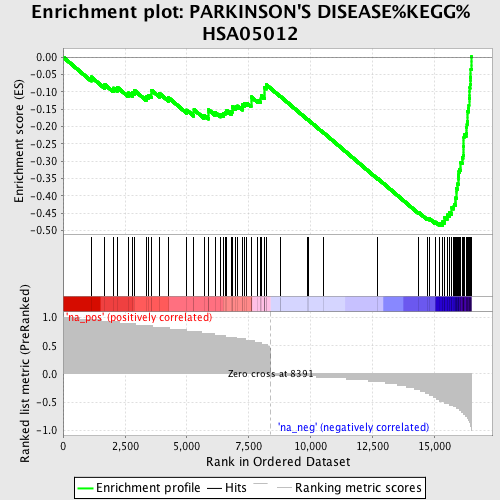 Enrichment plot: PARKINSON'S DISEASE%KEGG%
HSA05012
Enrichment score (ES)
0.00
-0.05
-0.10
-0.15
-0.20
-0.25
-0.30
-0.35
-0.40
-0.45
-0.50
Ranked list metric (PreRanked)
1.0
0.5
0.0
-0.5
-1.0
'na_pos' (positively correlated)
Zero cross at 8391
'na_neg' (negatively correlated)
0 2,500 5,000 7,500 10,000 12,500 15,000
Rank in Ordered Dataset
Enrichment profile Hits Ranking metric scores